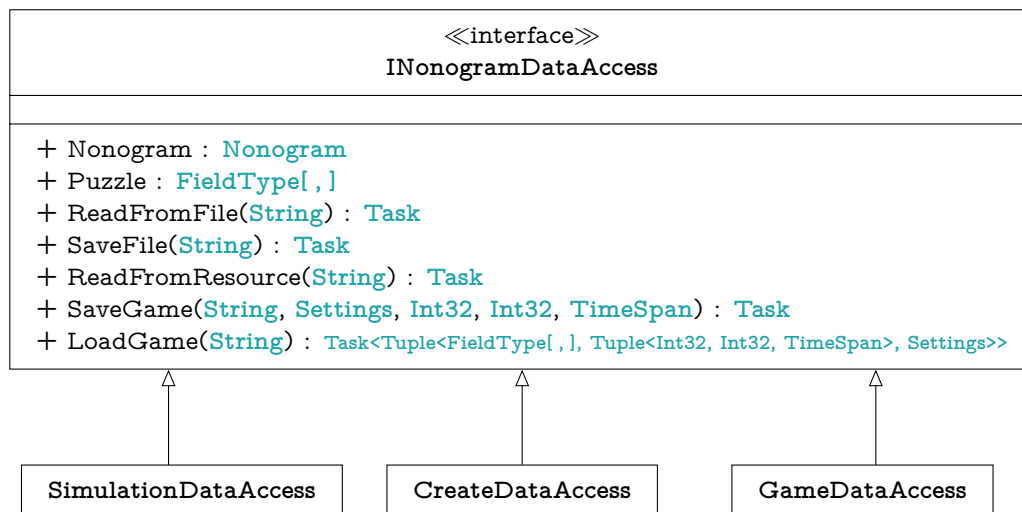 ≪interface≫
INonogramDataAccess
+ Nonogram : Nonogram
+ Puzzle : FieldType[ , ]
+ ReadFromFile(String) : Task
+ SaveFile(String) : Task
+ ReadFromResource(String) : Task
+ SaveGame(String, Settings, Int32, Int32, TimeSpan) : Task
+ LoadGame(String) : Task<Tuple<FieldType[ , ], Tuple<Int32, Int32, TimeSpan>, Settings>>
SimulationDataAccess
CreateDataAccess
GameDataAccess